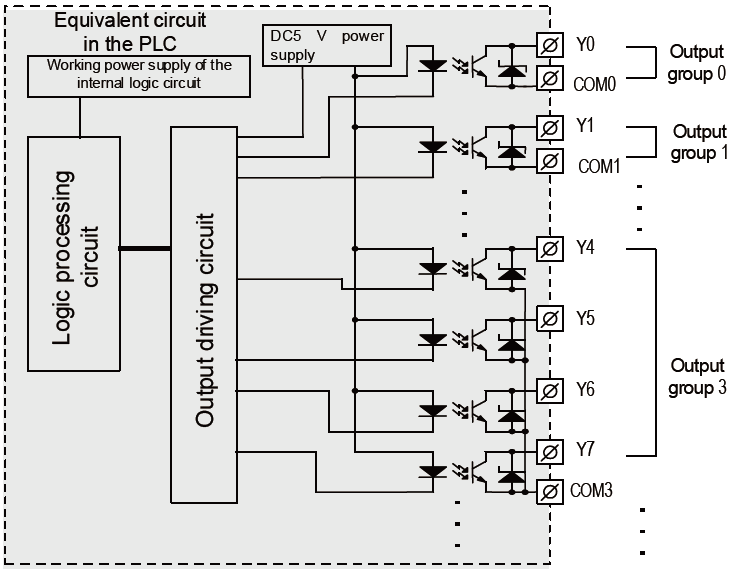 Equivalent circuit
in the PLC
Working power supply of the
internal logic circuit
DC5 V power
supply
Logic processing
circuit
Output driving circuit
Y0
COM0
Output
group 0
Y1
COM1
Output
group 1
Y4
Y5
Y6
Y7
COM3
Output
group 3